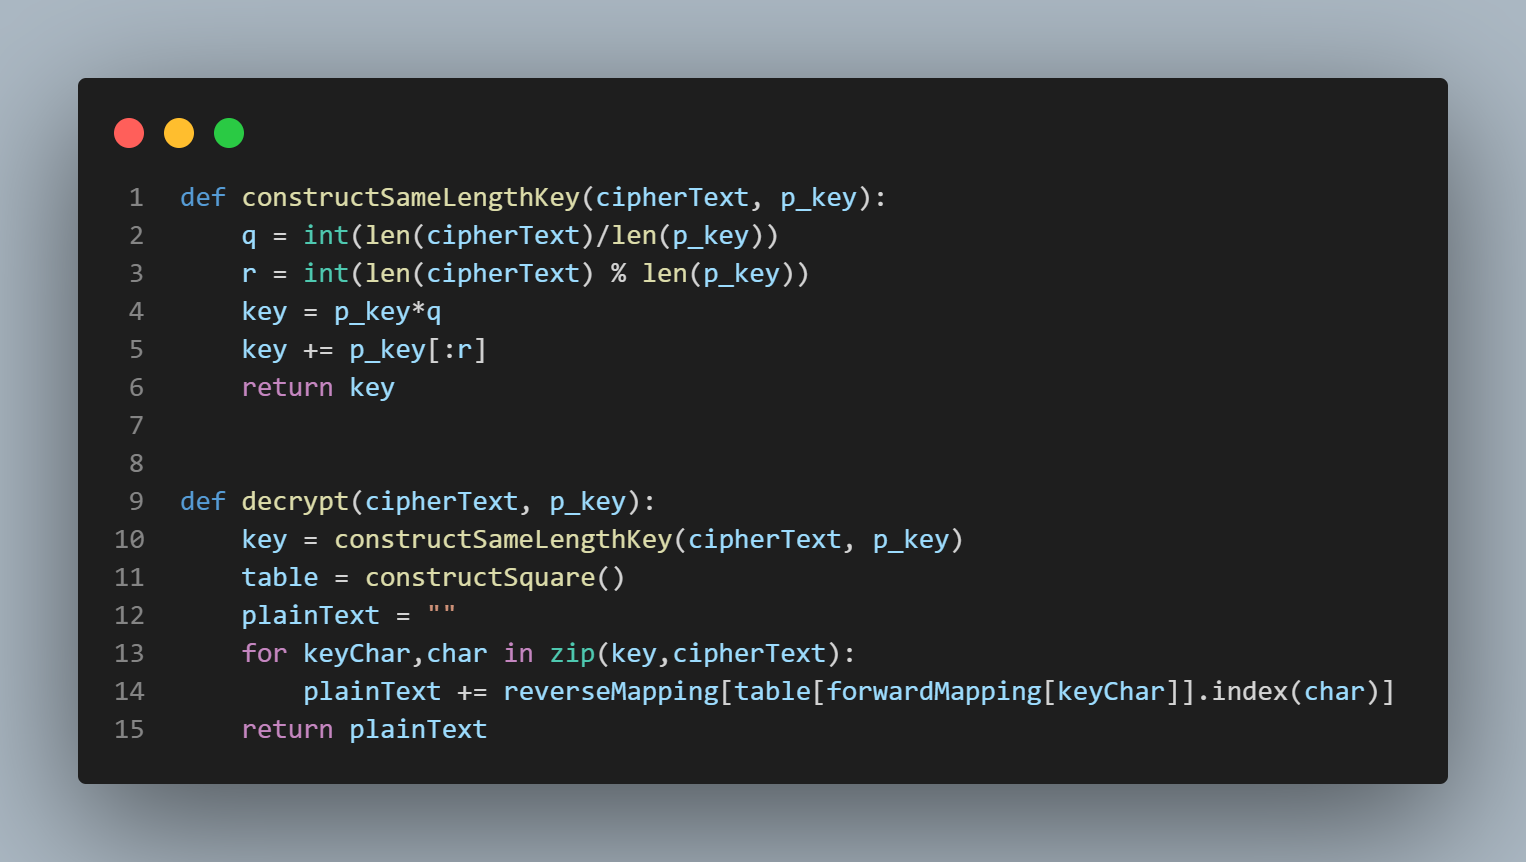 1 def constructSameLengthKey(cipherText, p_key):
2     q = int(len(cipherText)/len(p_key))
3     r = int(len(cipherText) % len(p_key))
4     key = p_key*q
5     key += p_key[:r]
6     return key
7
8
9 def decrypt(cipherText, p_key):
10     key = constructSameLengthKey(cipherText, p_key)
11     table = constructSquare()
12     plainText = ""
13     for keyChar,char in zip(key,cipherText):
14         plainText += reverseMapping[table[forwardMapping[keyChar]].index(char)]
15     return plainText